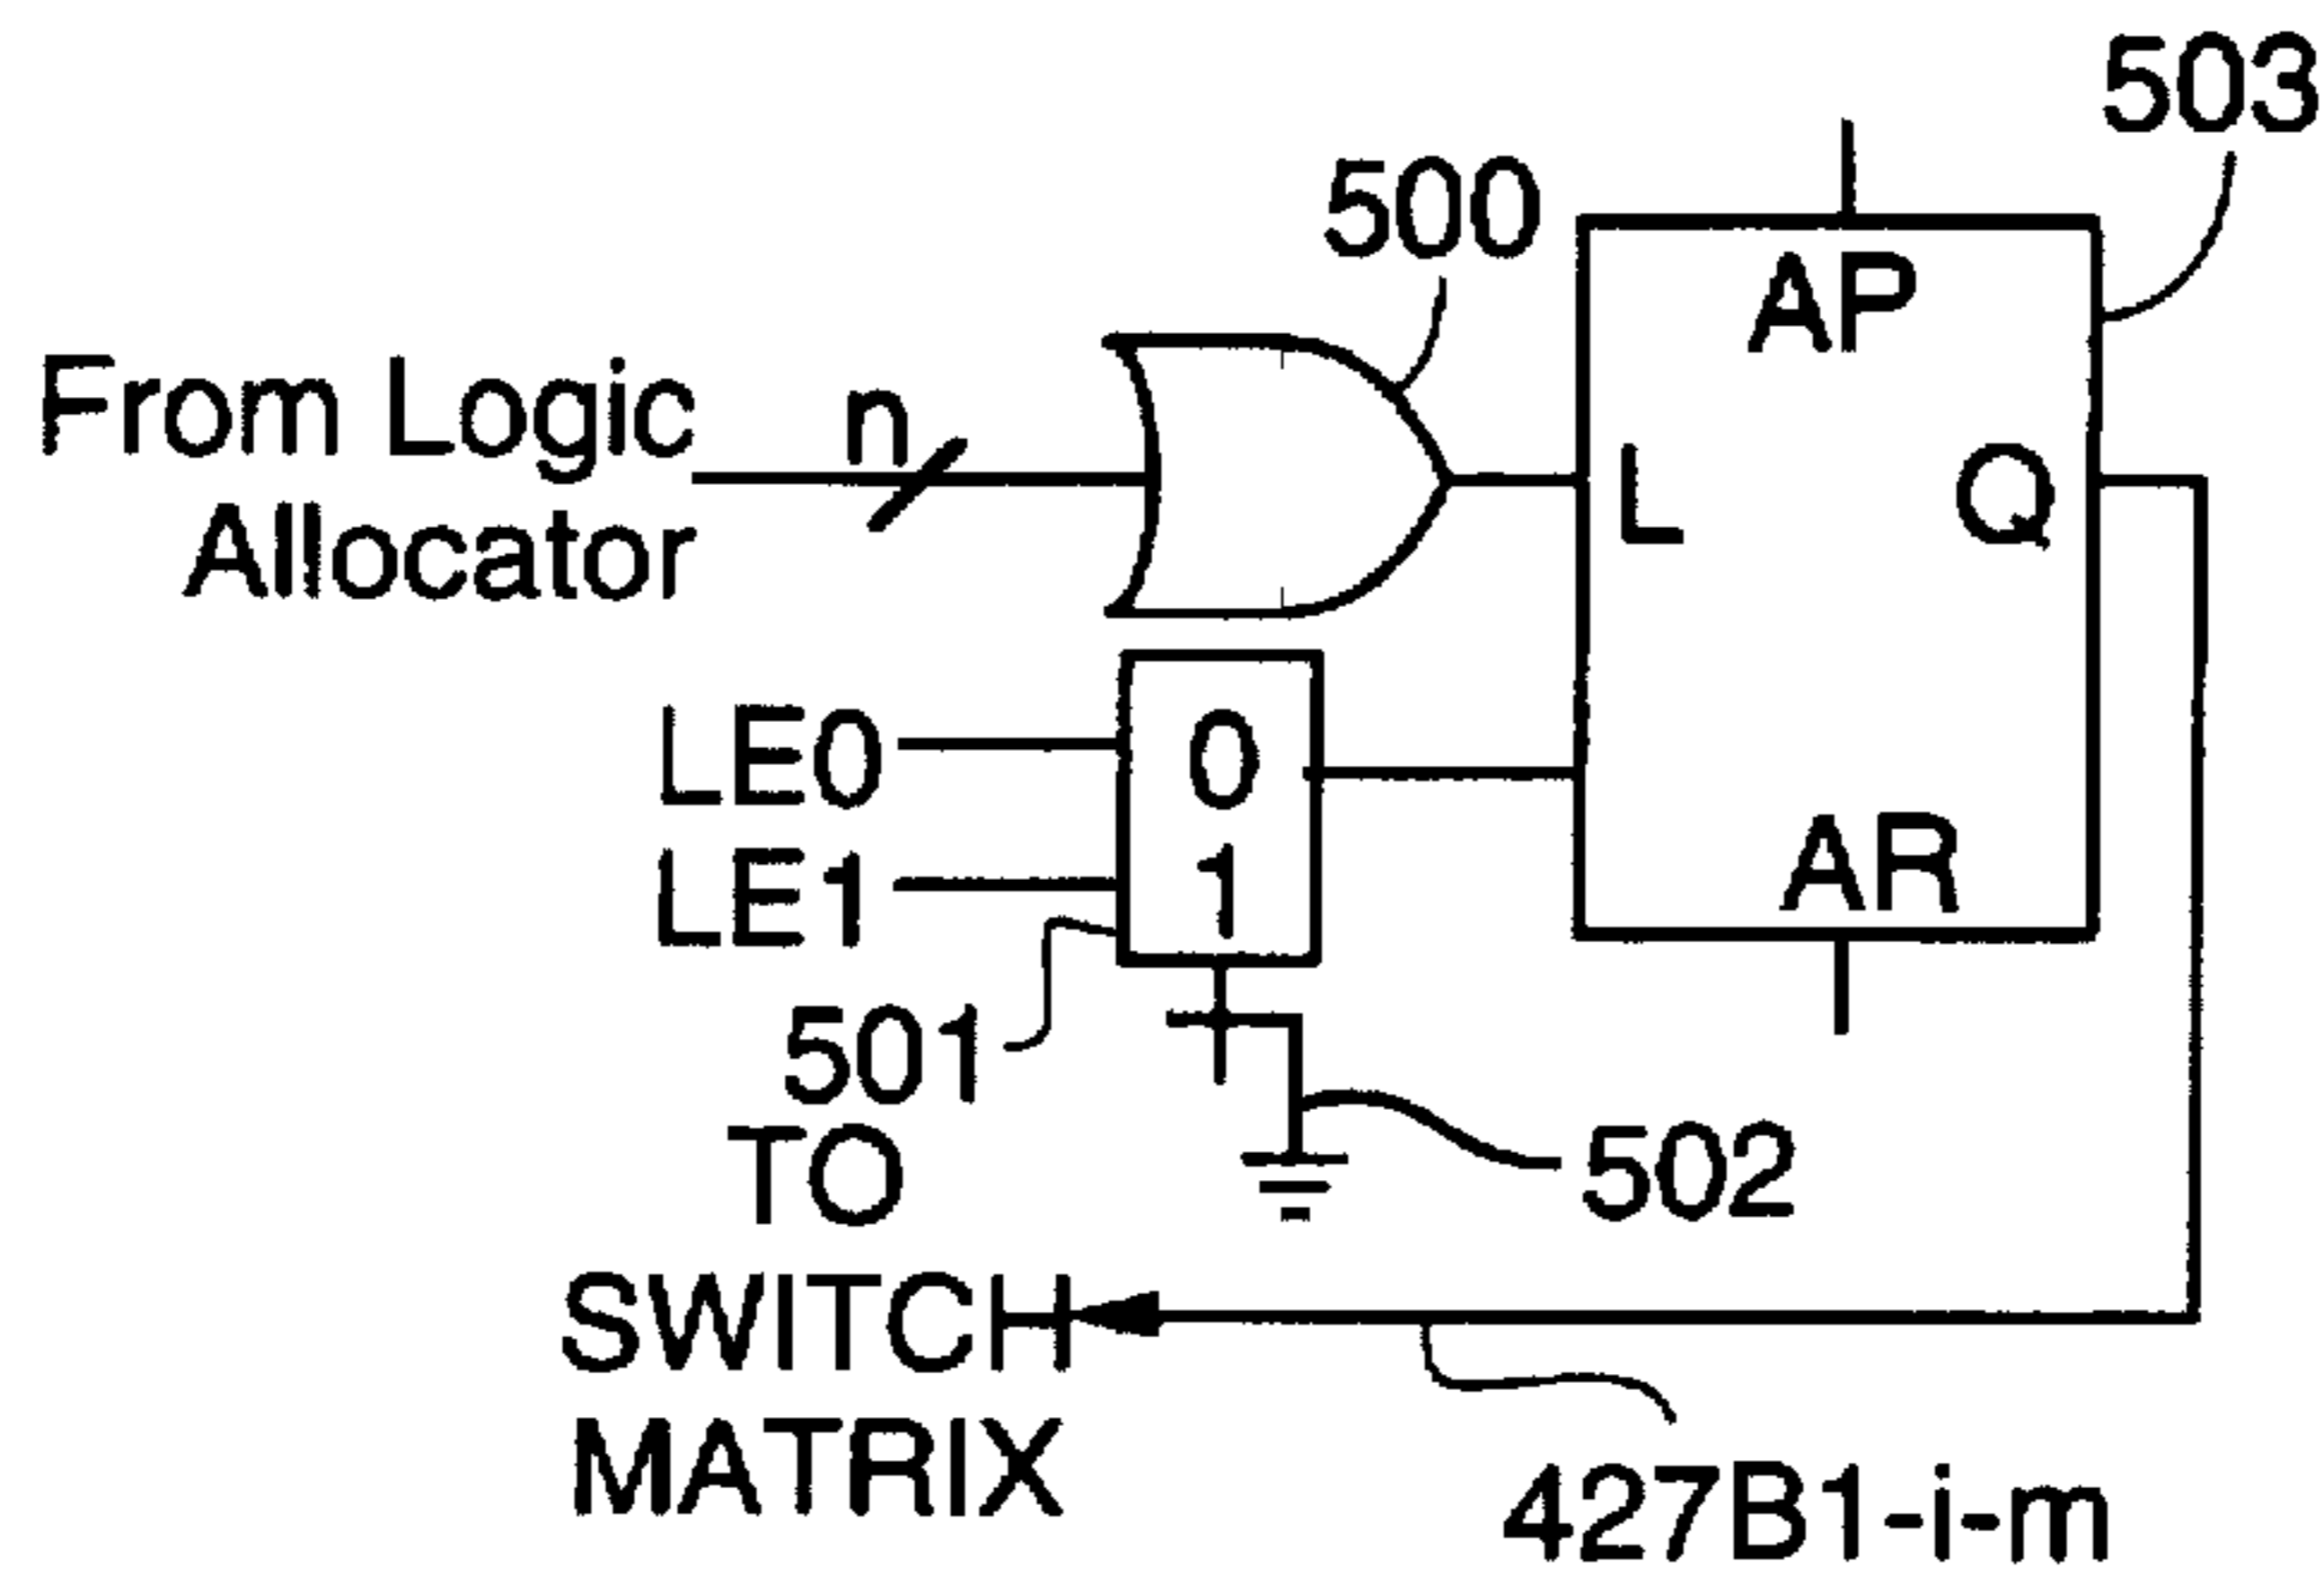 503
500
AP
From Logic
Allocator
n
L
Q
LE0
0
LE1
1
AR
501
502
TO
SWITCH
MATRIX
427B1-i-m